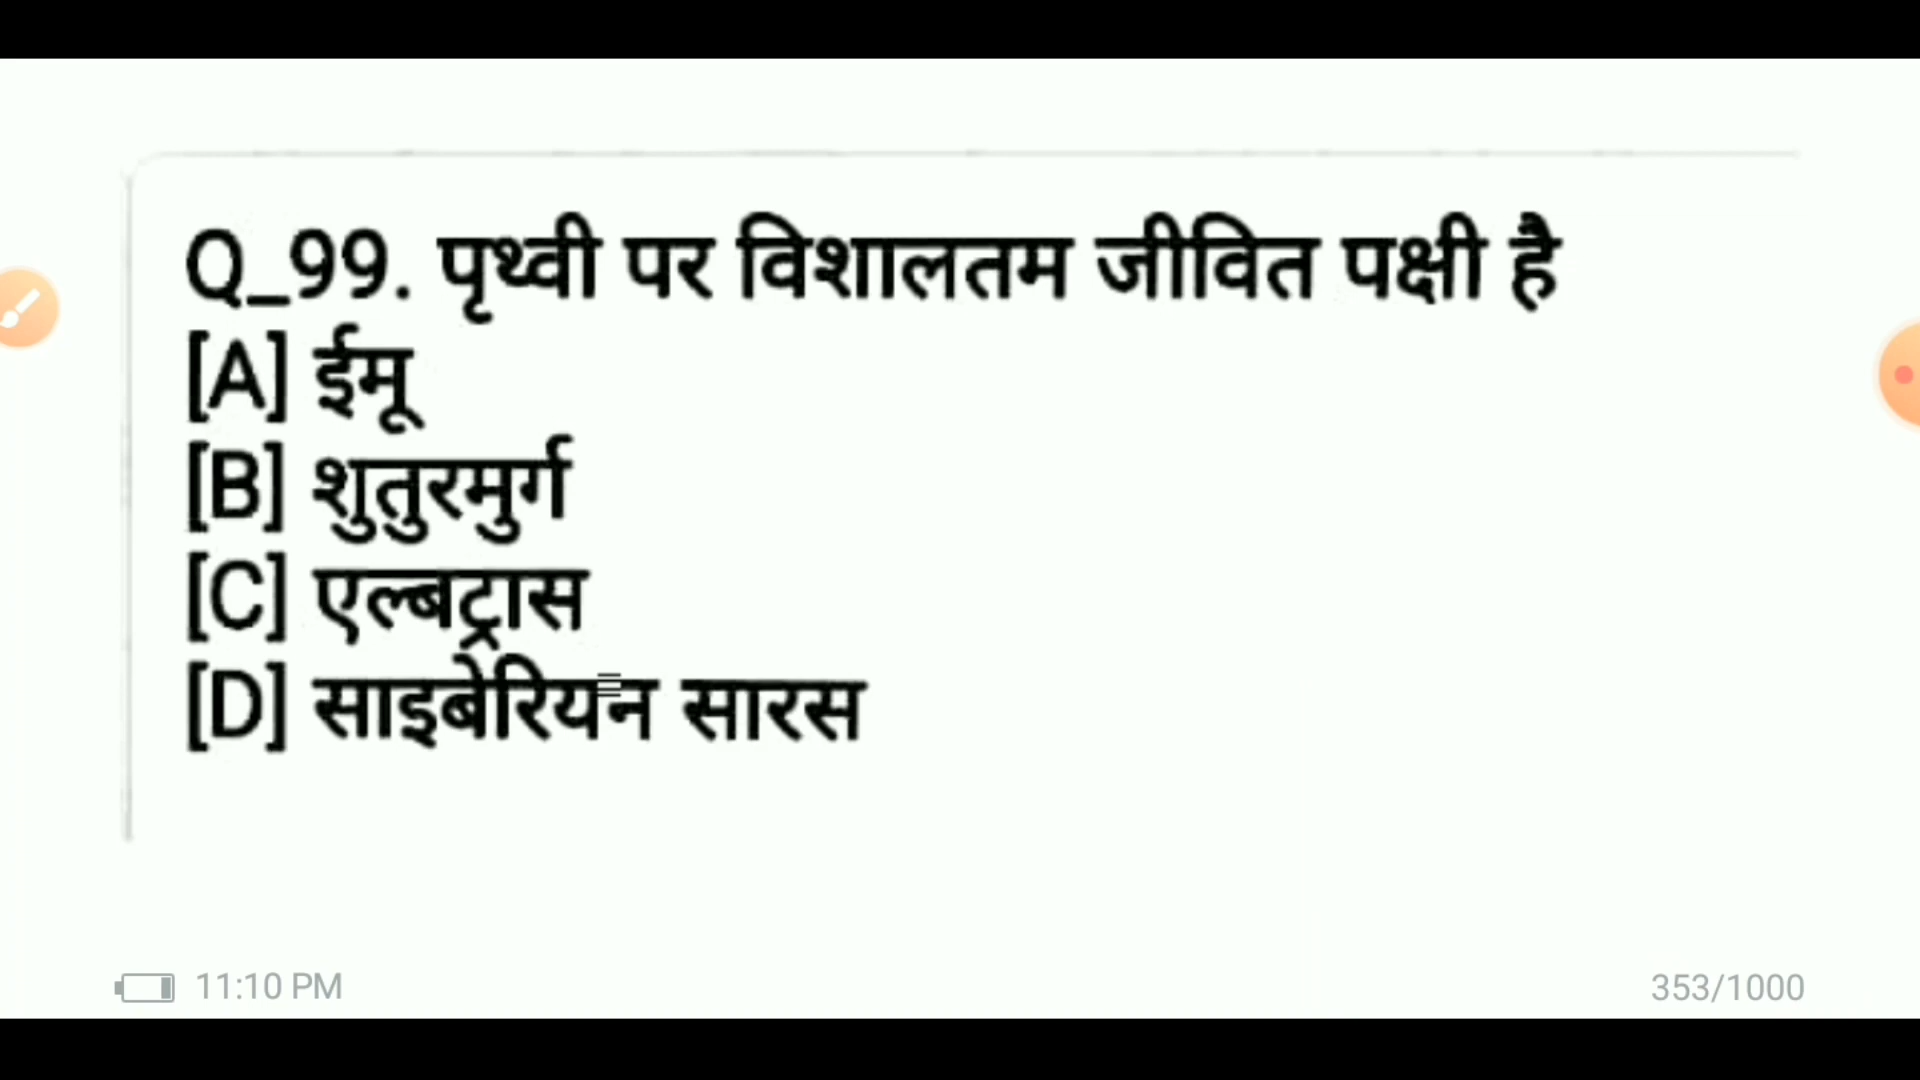 Q_99. पृथ्वी पर विशालतम जीवित पक्षी है
[A] ईमू
[B] शुतुरमुर्ग
[C] एल्बट्रास
[D] साइबेरियन सारस
11:10 PM
353/1000